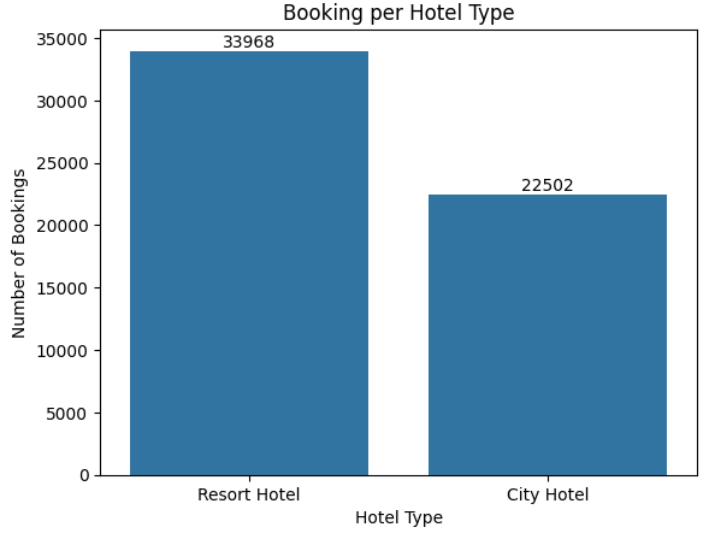 Booking per Hotel Type
Number of Bookings
35000
30000
25000
20000
15000
10000
5000
0
33968
22502
Resort Hotel
City Hotel
Hotel Type